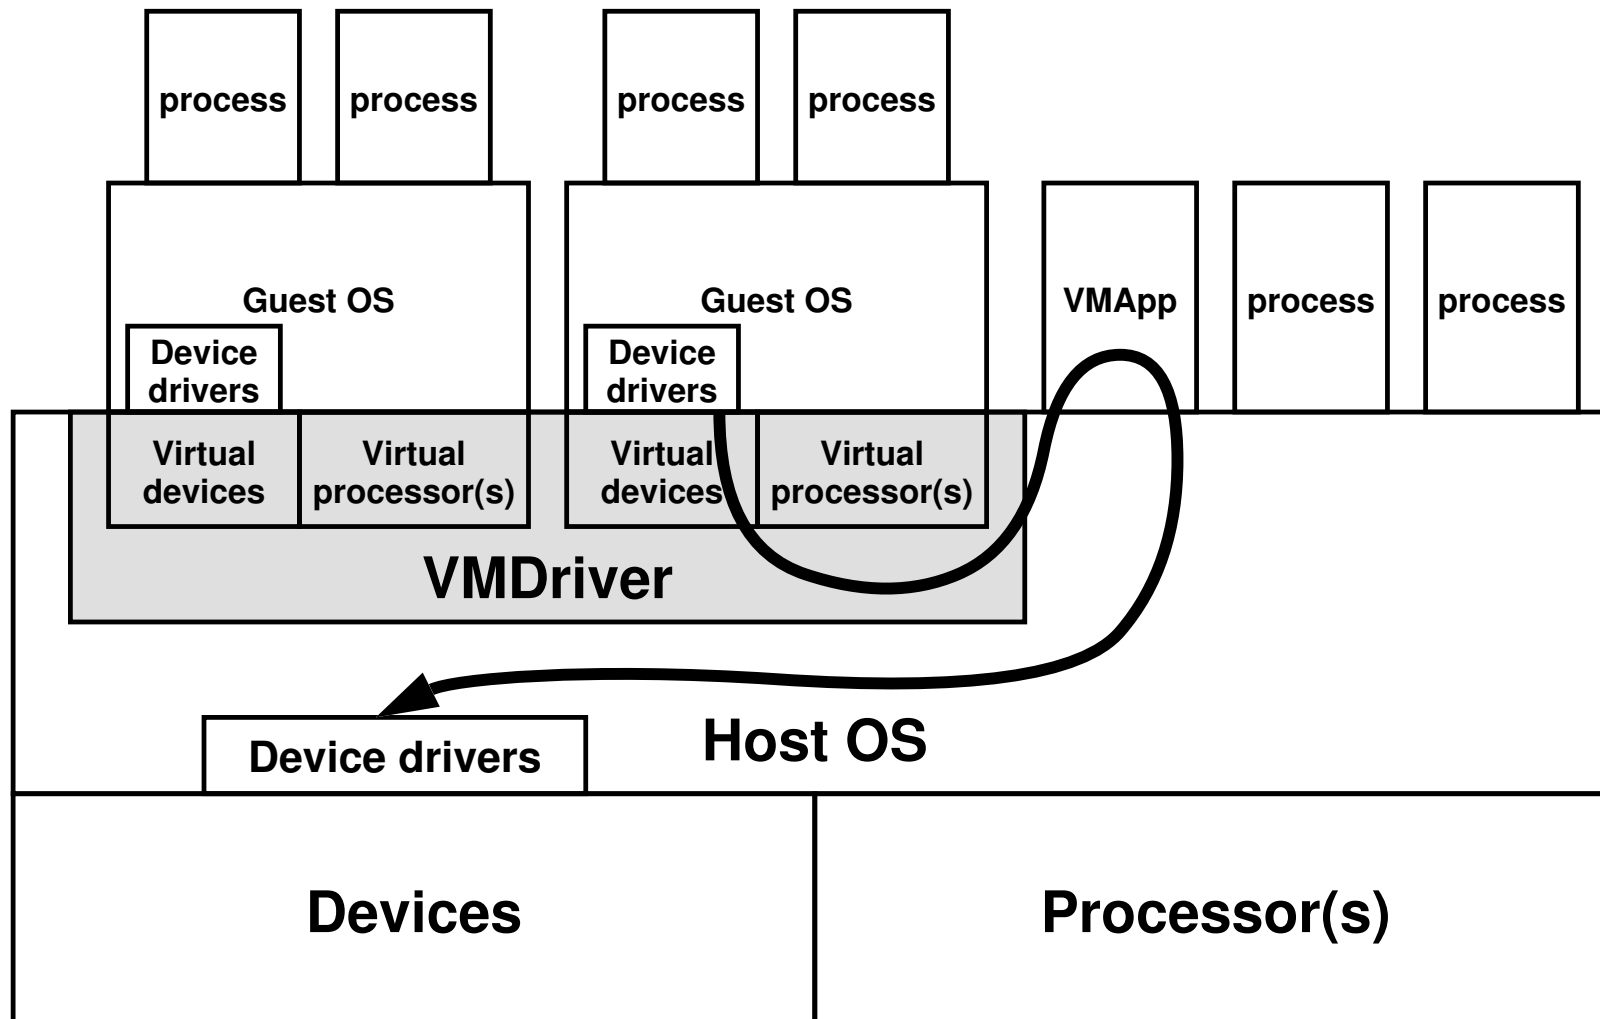 process
process
process
process
Guest OS
Guest OS
VMApp
process
process
Device
drivers
Device
drivers
Virtual
devices
Virtual
processor(s)
Virtual
devices
Virtual
processor(s)
VMDriver
Host OS
Device drivers
Devices
Processor(s)